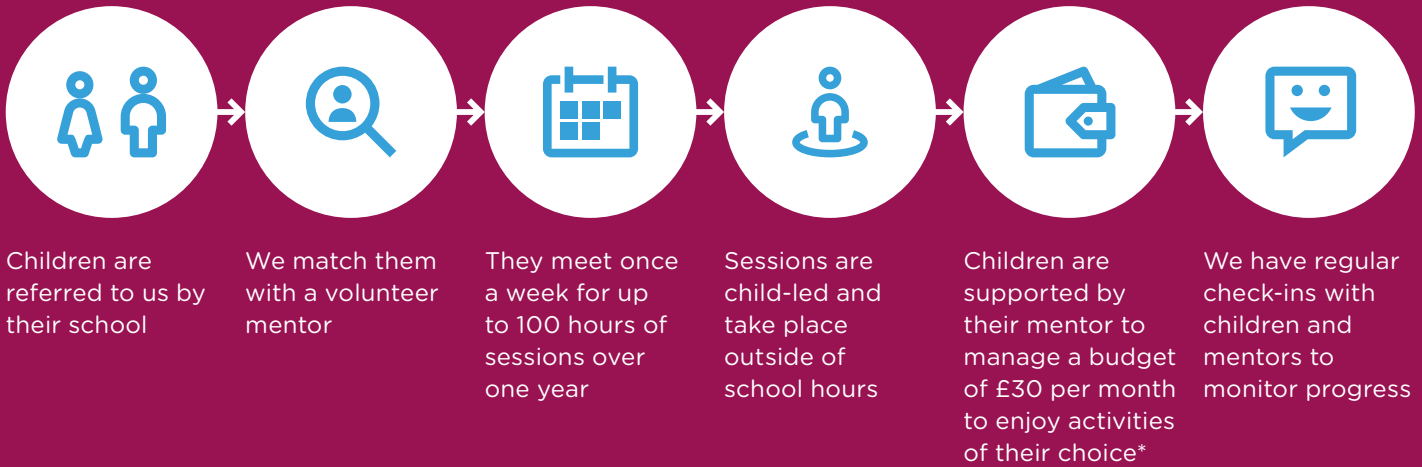 Children are
referred to us by
their school
We match them
with a volunteer
mentor
They meet once
a week for up
to 100 hours of
sessions over
one year
Sessions are
child-led and
take place
outside of
school hours
Children are
supported by
their mentor to
manage a budget
of £30 per month
to enjoy activities
of their choice*
We have regular
check-ins with
children and
mentors to
monitor progress